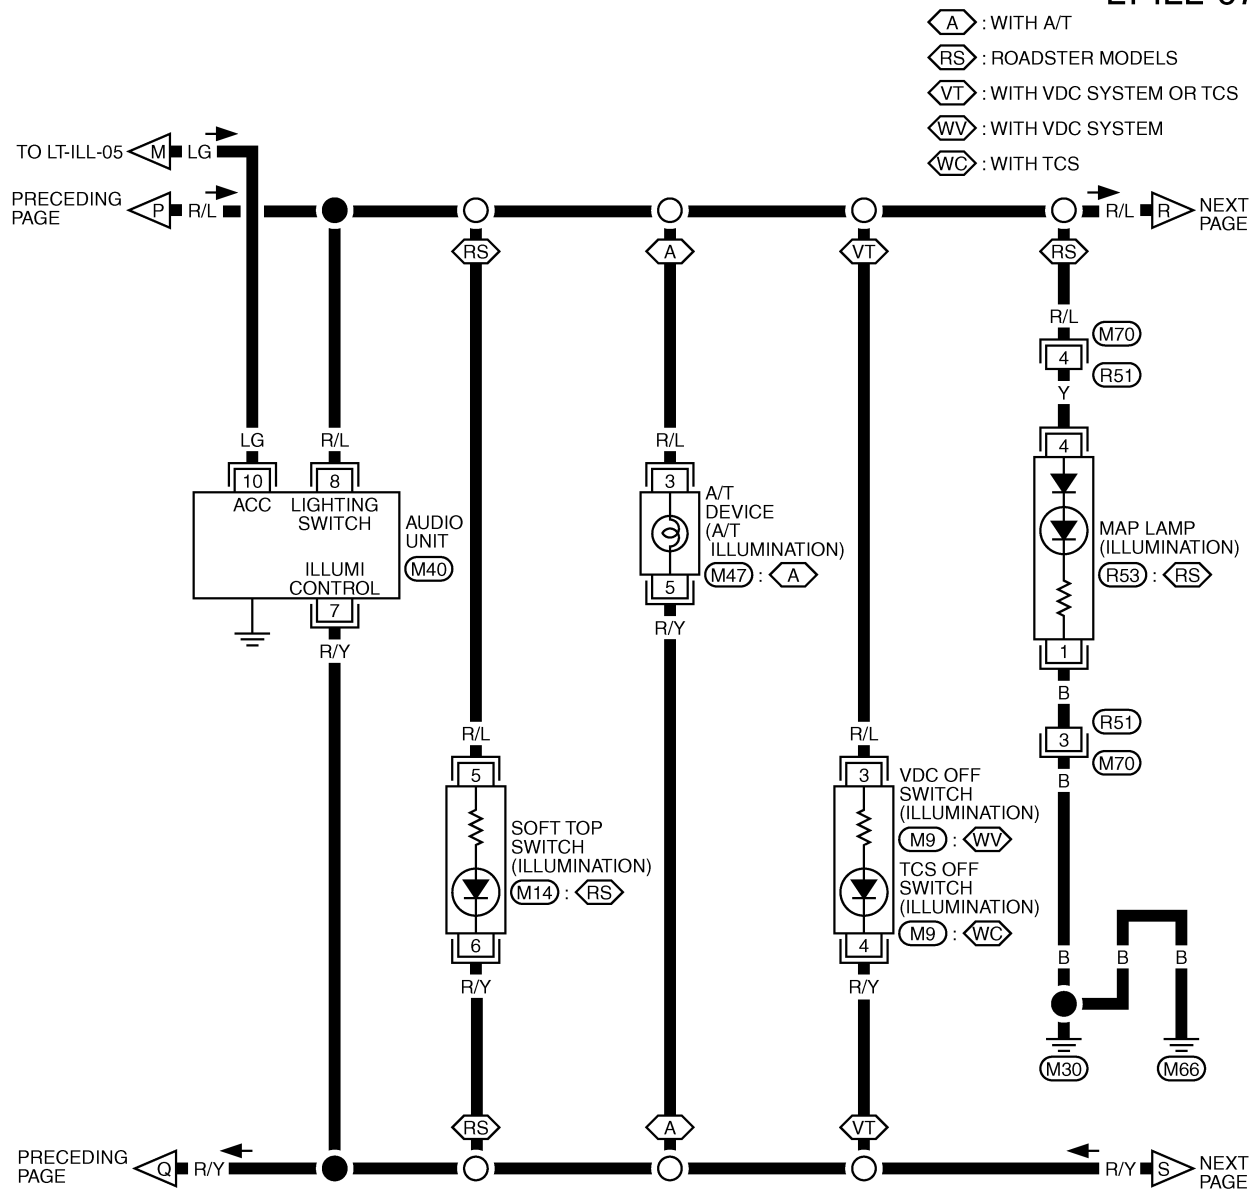 A : WITH A/T
RS : ROADSTER MODELS
VT : WITH VDC SYSTEM OR TCS
WV : WITH VDC SYSTEM
WC : WITH TCS
TO LT-ILL-05 M LG
PRECEDING
PAGE
P R/L
R/L R
NEXT
PAGE
RS
A
VT
RS
R/L
M70
4
R51
Y
LG
R/L
R/L
4
10
8
3
ACC
LIGHTING
SWITCH
AUDIO
UNIT
M40
ILLUMI
CONTROL
7
R/Y
A/T
DEVICE
(A/T
ILLUMINATION)
M47 : A
5
R/Y
MAP LAMP
(ILLUMINATION)
R53 : RS
1
B
R51
3
M70
B
R/L
R/L
5
3
SOFT TOP
SWITCH
(ILLUMINATION)
M14 : RS
6
R/Y
VDC OFF
SWITCH
(ILLUMINATION)
M9 : WV
TCS OFF
SWITCH
(ILLUMINATION)
M9 : WC
4
R/Y
B
B
B
M30
M66
RS
A
VT
PRECEDING
PAGE
Q R/Y
R/Y S
NEXT
PAGE